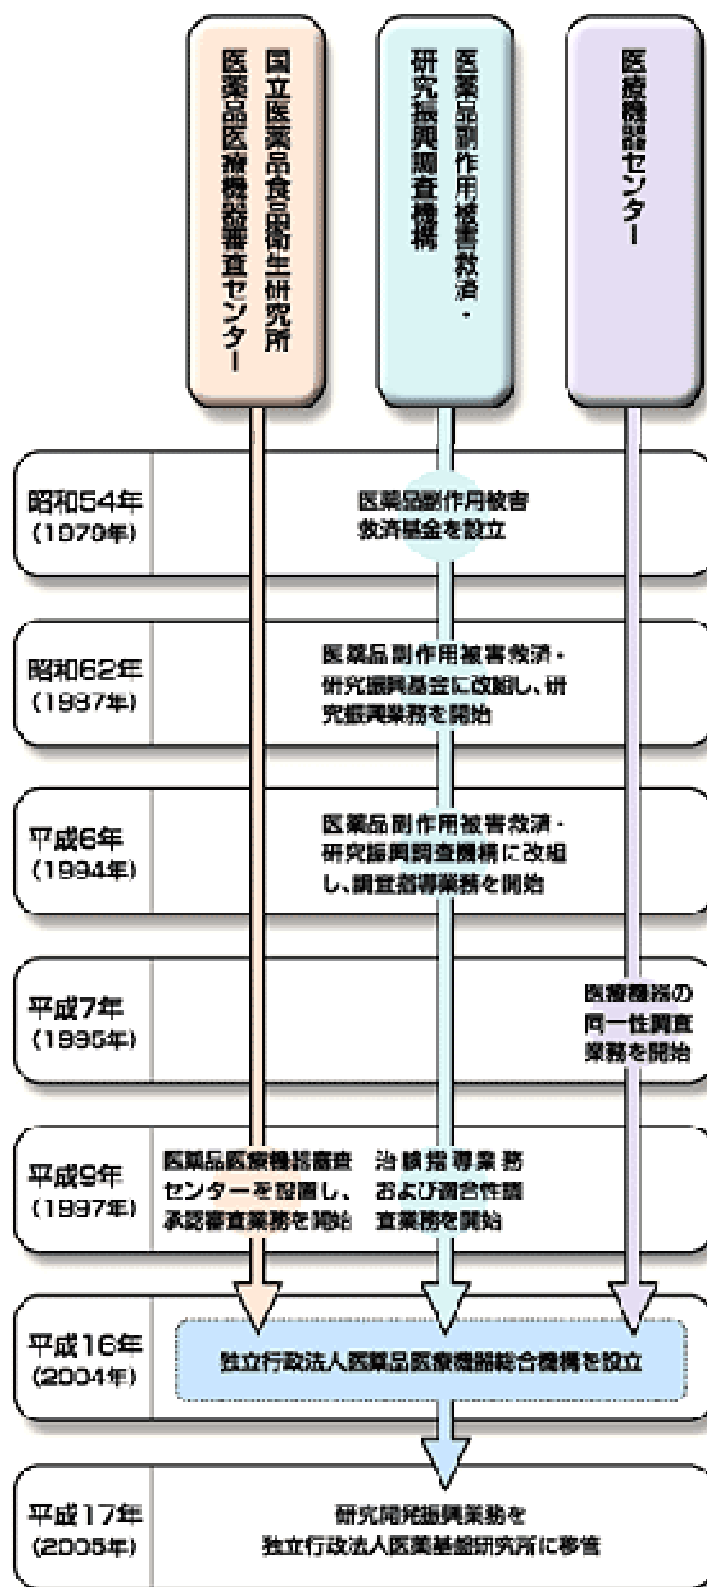 国立医薬品食品衛生研究所
医薬品医療機器審査センター
医薬品副作用被害救済・
研究振興調査機構
医療機器センター
昭和54年
(1979年)
医薬品副作用被害
救済基金を設立
昭和62年
(1987年)
医薬品副作用被害救済・
研究振興基金に改組し、研
究振興業務を開始
平成6年
(1994年)
医薬品副作用被害救済・
研究振興調査機構に改組
し、調査指導業務を開始
平成7年
(1995年)
医療機器の
同一性調査
業務を開始
平成9年
(1997年)
医薬品医療機器審査
センターを設置し、
承認審査業務を開始
治験指導業務
および適合性調
査業務を開始
平成16年
(2004年)
独立行政法人医薬品医療機器総合機構を設立
平成17年
(2005年)
研究開発振興業務を
独立行政法人医薬基盤研究所に移管